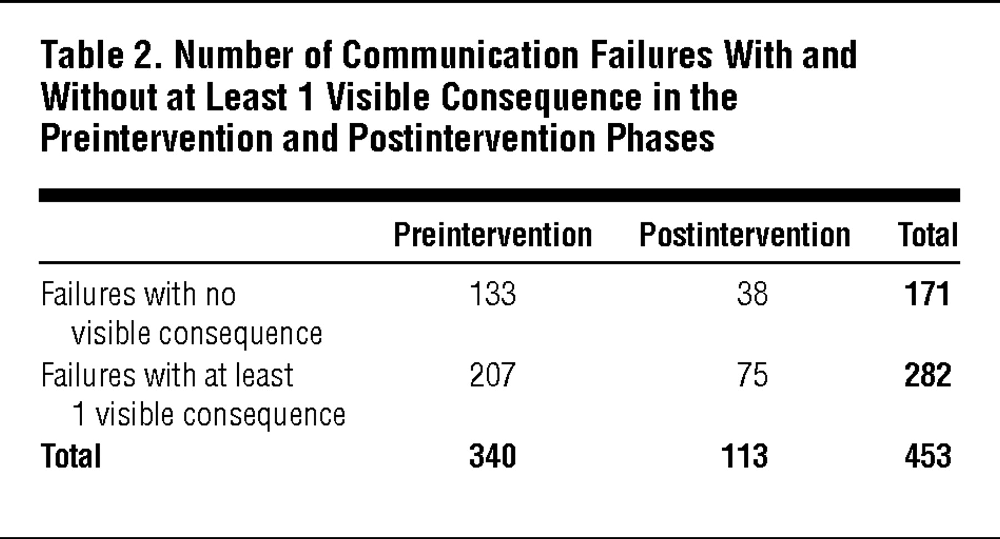 Table 2. Number of Communication Failures With and
Without at Least 1 Visible Consequence in the
Preintervention and Postintervention Phases
Preintervention Postintervention Total
Failures with no 133 38 171
visible consequence
Failures with at least 207 75 282
1 visible consequence
Total 340 113 453